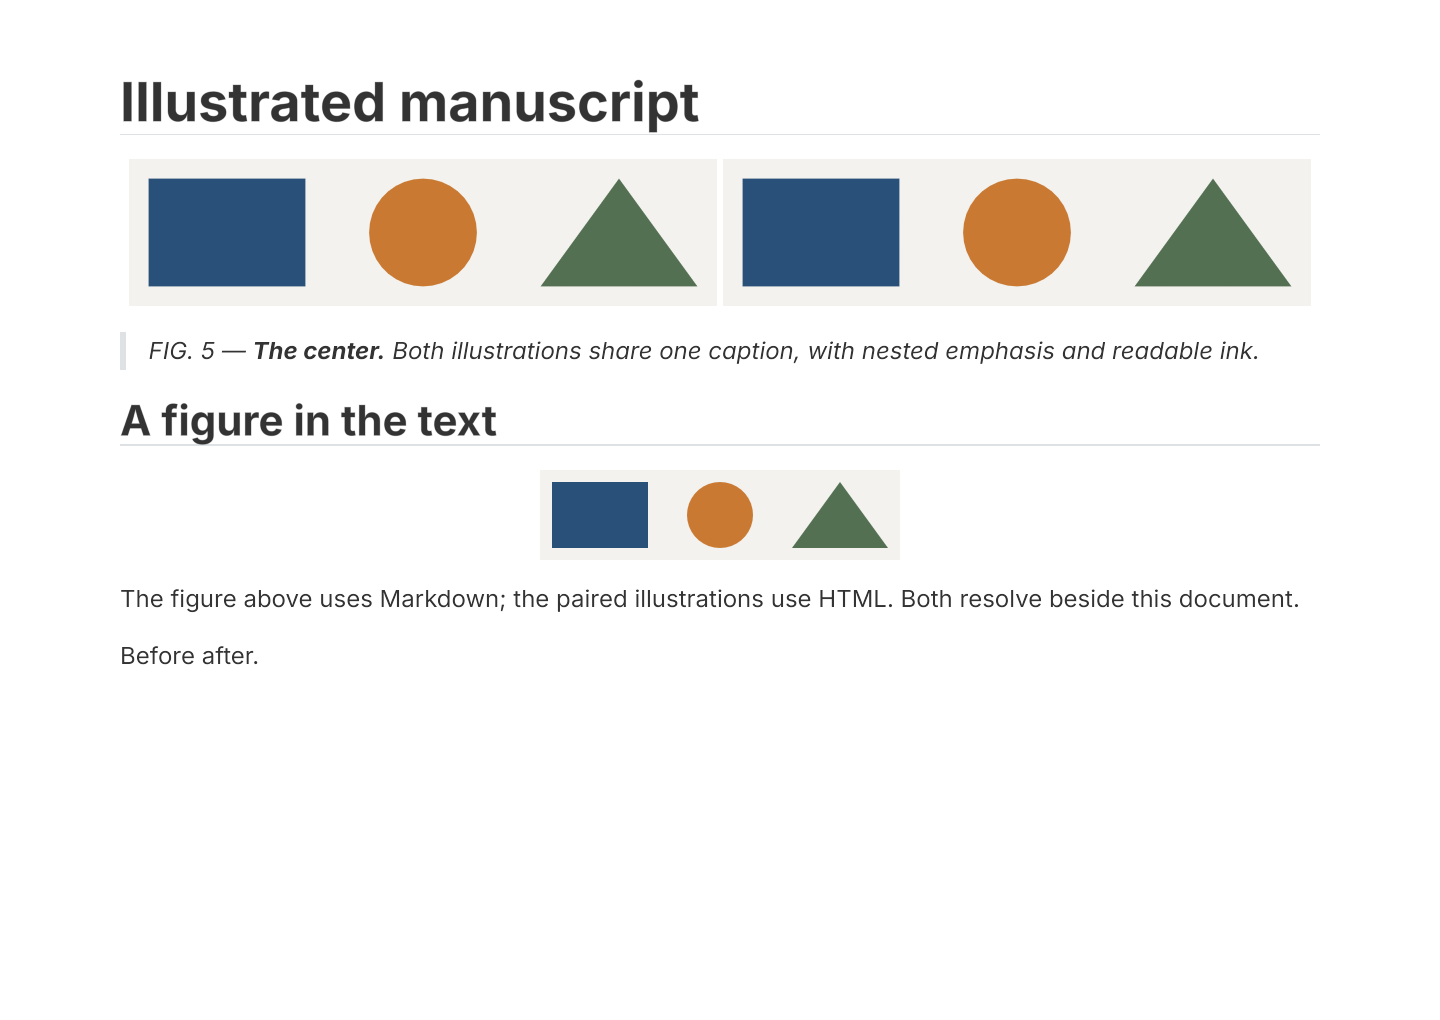 Illustrated manuscript
FIG. 5 — The center. Both illustrations share one caption, with nested emphasis and readable ink.
A figure in the text
The figure above uses Markdown; the paired illustrations use HTML. Both resolve beside this document.
Before after.